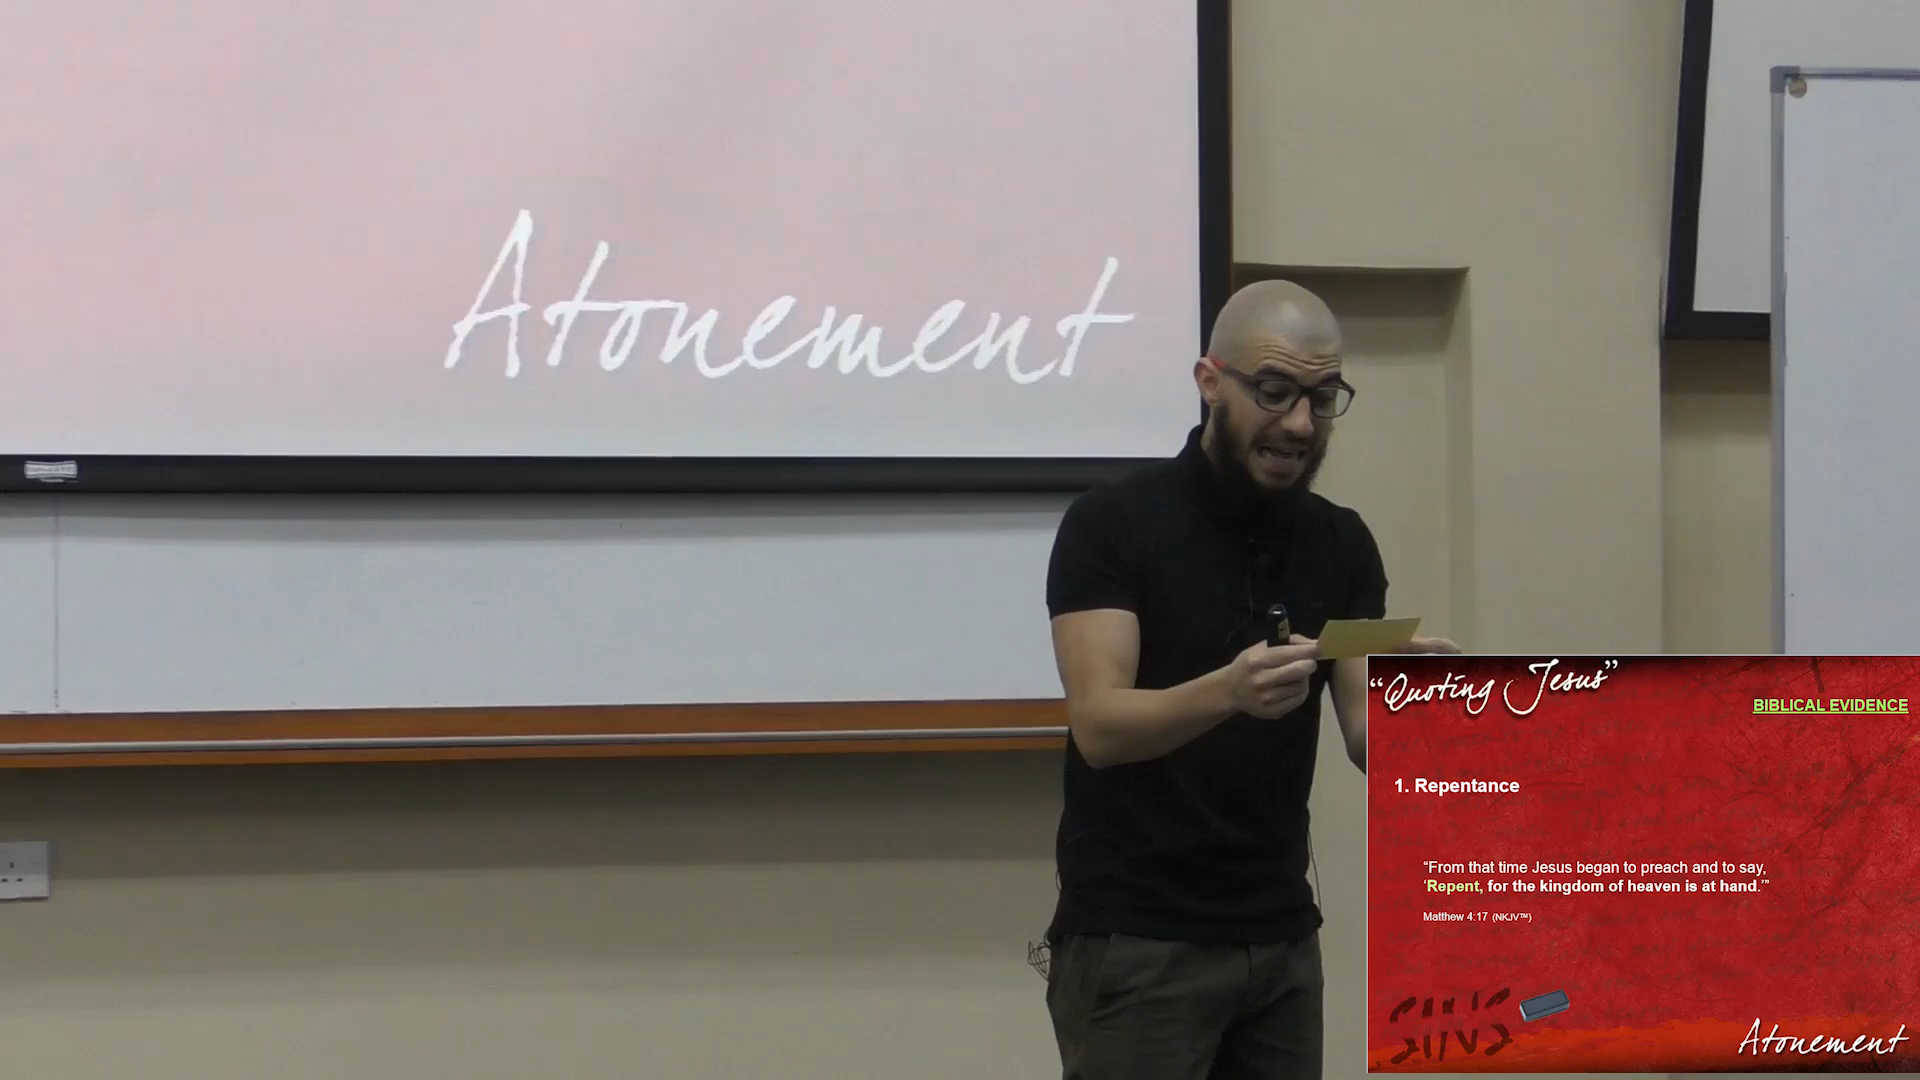 Atonement
“Quoting Jesus”
BIBLICAL EVIDENCE
1. Repentance
“From that time Jesus began to preach and to say,
‘Repent, for the kingdom of heaven is at hand.’”
Matthew 4:17 (NKJV™)
SINS
Atonement